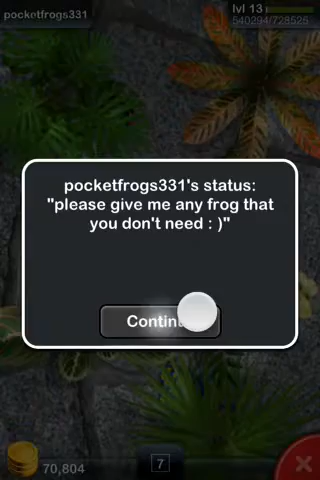 pocketfrogs331
lvl 13
540294/728525
pocketfrogs331's status:
"please give me any frog that
you don't need : )"
70,804
7